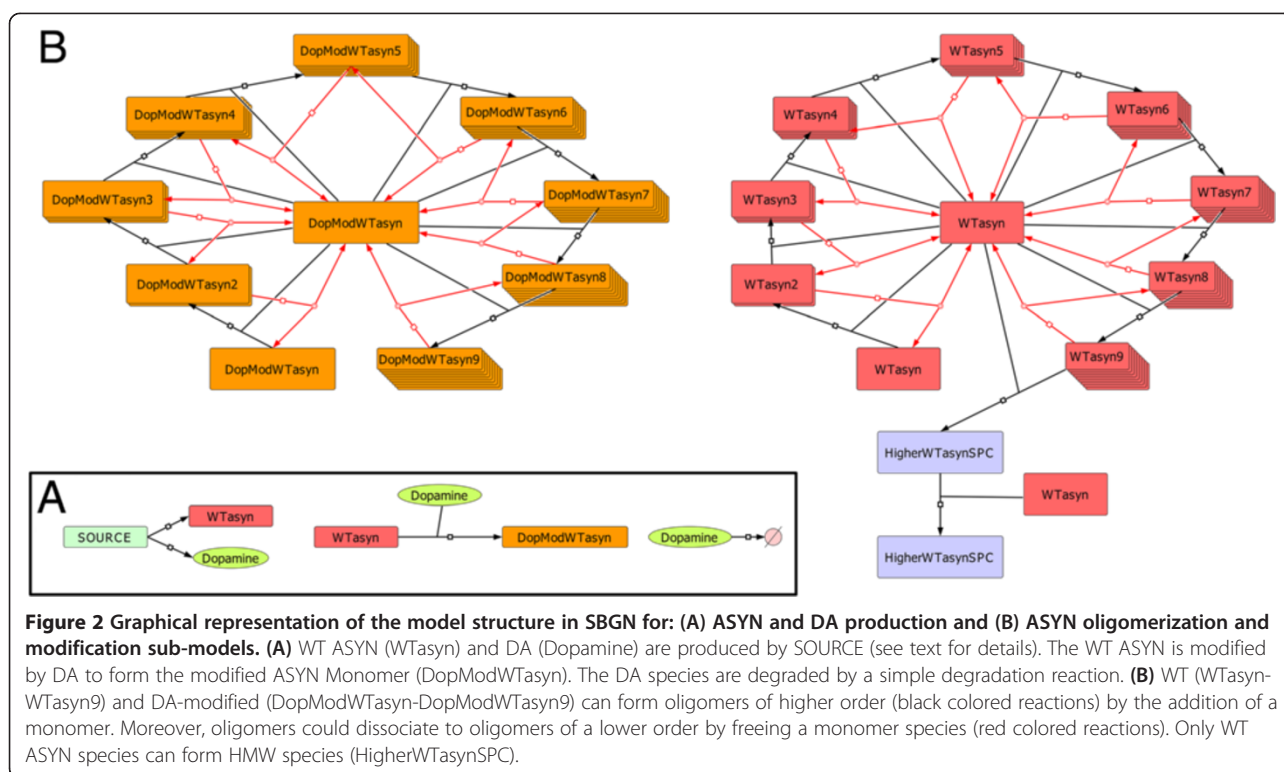 B
DopModWTasyn5
DopModWTasyn4
DopModWTasyn6
DopModWTasyn3
DopModWTasyn7
DopModWTasyn
DopModWTasyn2
DopModWTasyn8
DopModWTasyn
DopModWTasyn9
WTasyn5
WTasyn4
WTasyn6
WTasyn3
WTasyn7
WTasyn
WTasyn2
WTasyn8
WTasyn
WTasyn9
HigherWTasynSPC
WTasyn
HigherWTasynSPC
A
SOURCE
WTasyn
Dopamine
Dopamine
WTasyn
DopModWTasyn
Dopamine
Figure 2 Graphical representation of the model structure in SBGN for: (A) ASYN and DA production and (B) ASYN oligomerization and
modification sub-models. (A) WT ASYN (WTasyn) and DA (Dopamine) are produced by SOURCE (see text for details). The WT ASYN is modified
by DA to form the modified ASYN Monomer (DopModWTasyn). The DA species are degraded by a simple degradation reaction. (B) WT (WTasyn-
WTasyn9) and DA-modified (DopModWTasyn-DopModWTasyn9) can form oligomers of higher order (black colored reactions) by the addition of a
monomer. Moreover, oligomers could dissociate to oligomers of a lower order by freeing a monomer species (red colored reactions). Only WT
ASYN species can form HMW species (HigherWTasynSPC).